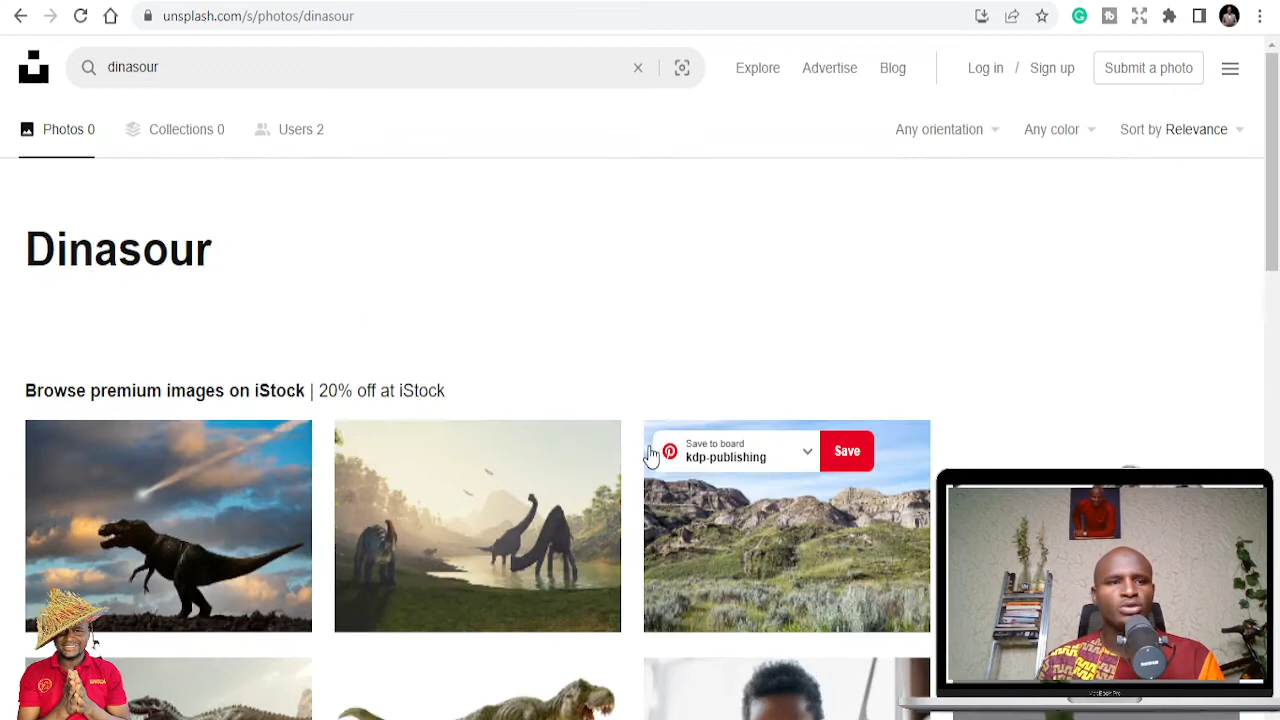 unsplash.com/s/photos/dinasour
dinasour
Explore
Advertise
Blog
Log in / Sign up
Submit a photo
Photos 0
Collections 0
Users 2
Any orientation
Any color
Sort by Relevance
Dinasour
Browse premium images on iStock | 20% off at iStock
Save to board
kdp-publishing
Save
MacBook Pro